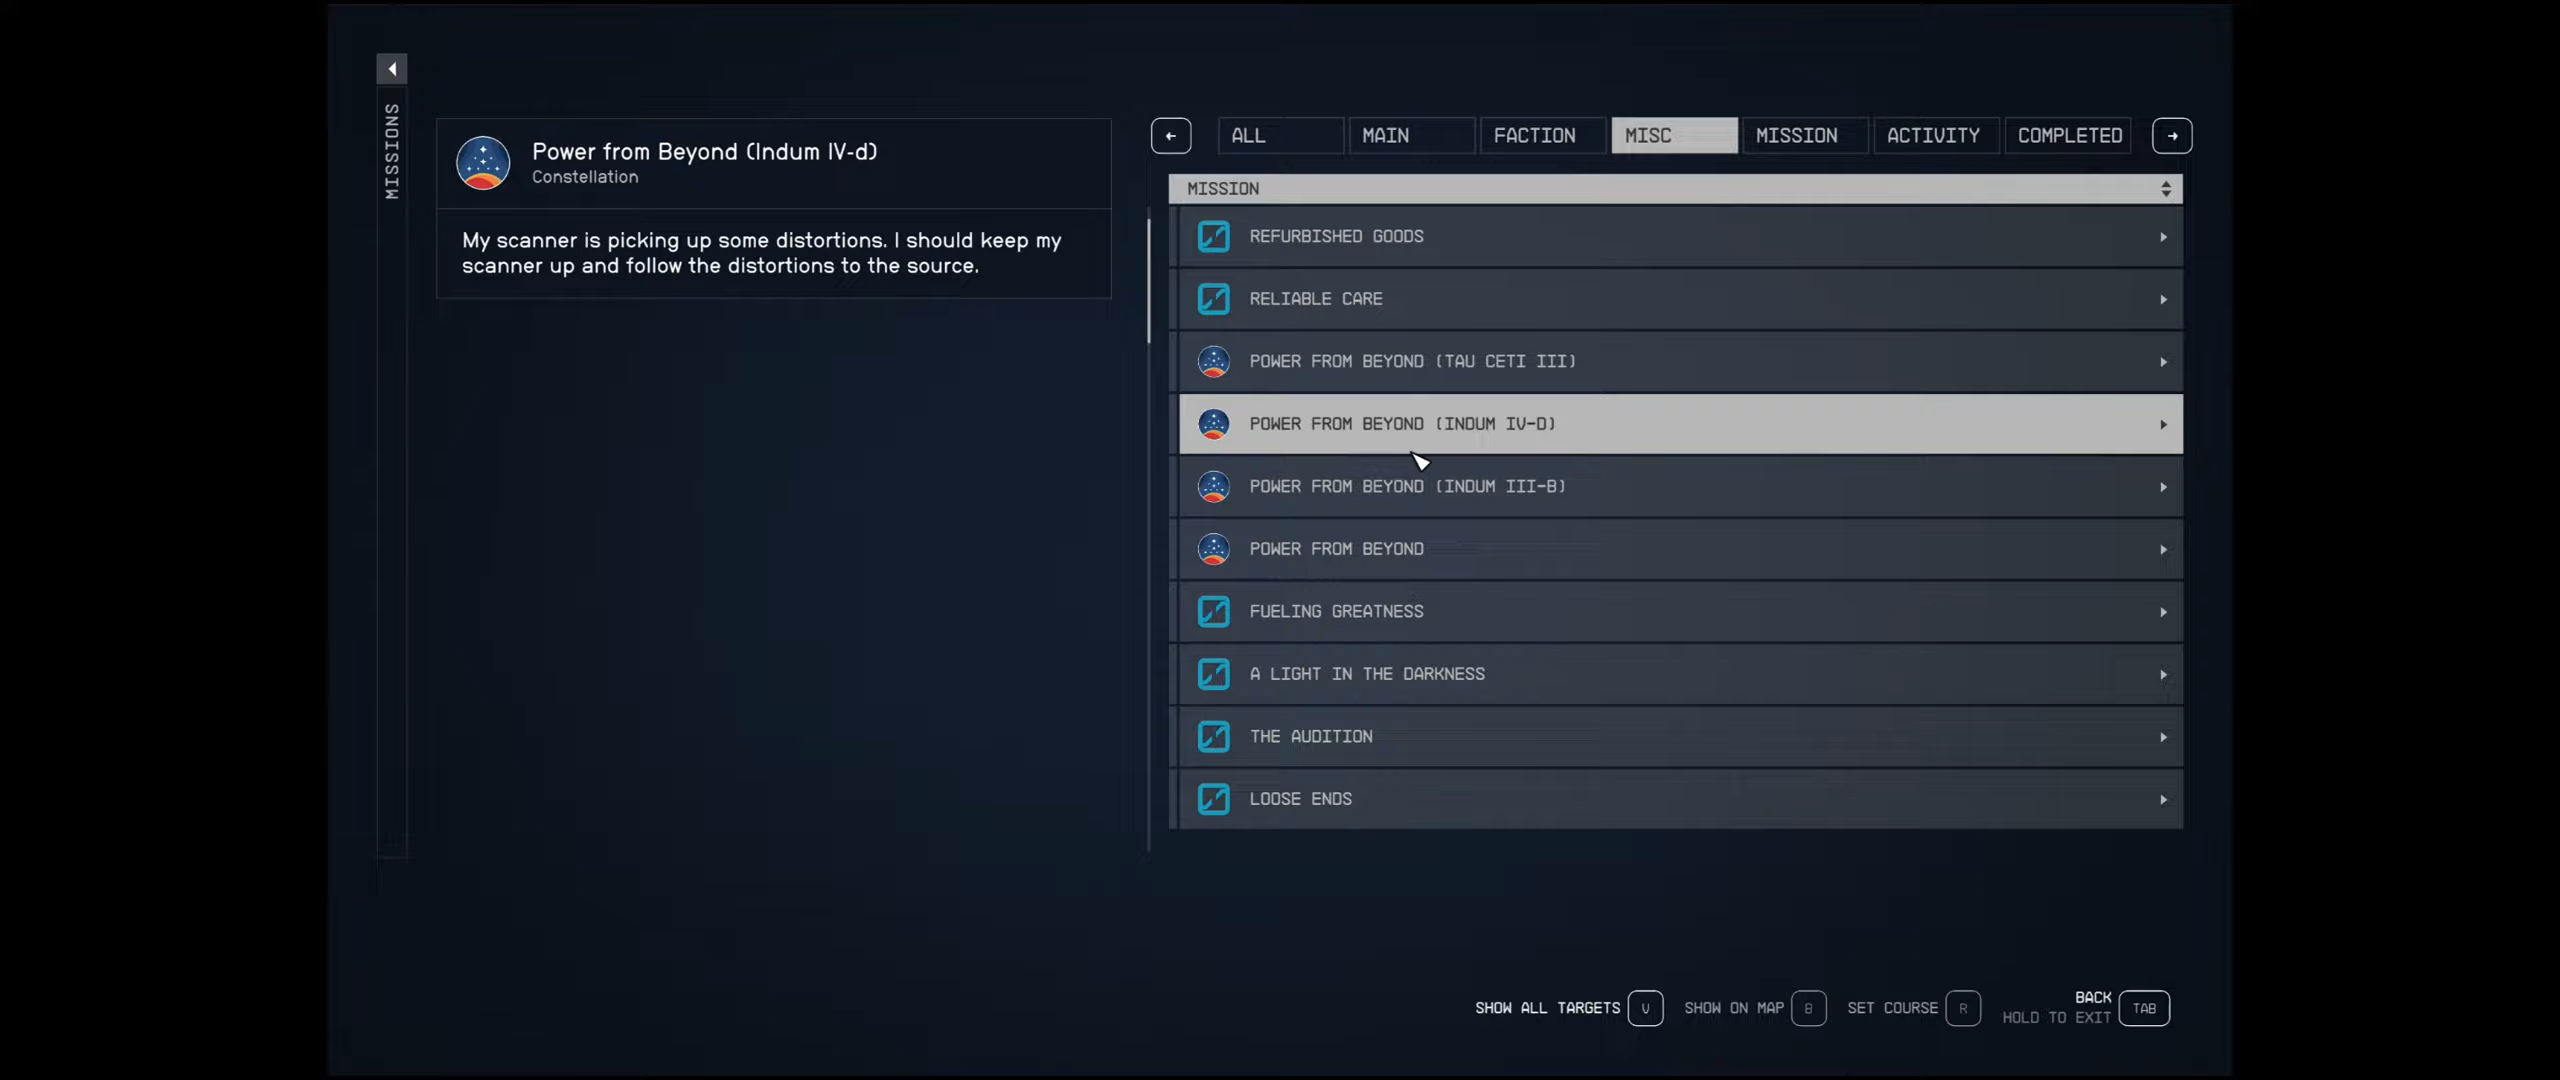 MISSIONS
Power from Beyond (Indum IV-d)
Constellation
My scanner is picking up some distortions. I should keep my
scanner up and follow the distortions to the source.
ALL MAIN FACTION MISC MISSION ACTIVITY COMPLETED
MISSION
REFURBISHED GOODS
RELIABLE CARE
POWER FROM BEYOND (TAU CETI III)
POWER FROM BEYOND (INDUM IV-D)
POWER FROM BEYOND (INDUM III-B)
POWER FROM BEYOND
FUELING GREATNESS
A LIGHT IN THE DARKNESS
THE AUDITION
LOOSE ENDS
SHOW ALL TARGETS V SHOW ON MAP B SET COURSE R BACK TAB
HOLD TO EXIT